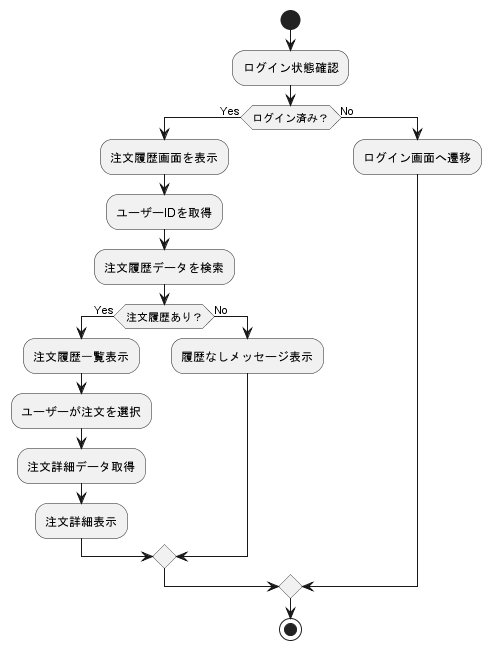 ログイン状態確認
ログイン済み？
Yes
No
注文履歴画面を表示
ログイン画面へ遷移
ユーザーIDを取得
注文履歴データを検索
注文履歴あり？
Yes
No
注文履歴一覧表示
履歴なしメッセージ表示
ユーザーが注文を選択
注文詳細データ取得
注文詳細表示